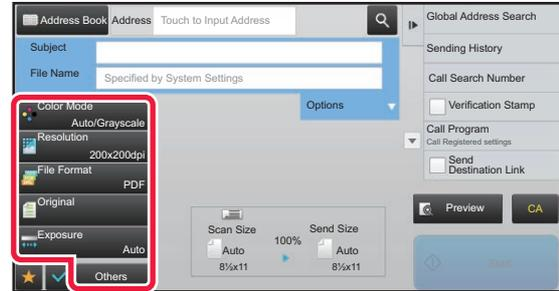 Address Book Address Touch to Input Address
Subject
File Name Specified by System Settings
Options
Color Mode
Auto/Grayscale
Resolution
200x200dpi
File Format
PDF
Original
Exposure
Auto
Others
Scan Size
Auto
8½x11
100%
Send Size
Auto
8½x11
Global Address Search
Sending History
Call Search Number
Verification Stamp
Call Program
Call Registered settings
Send
Destination Link
Preview
CA
Start